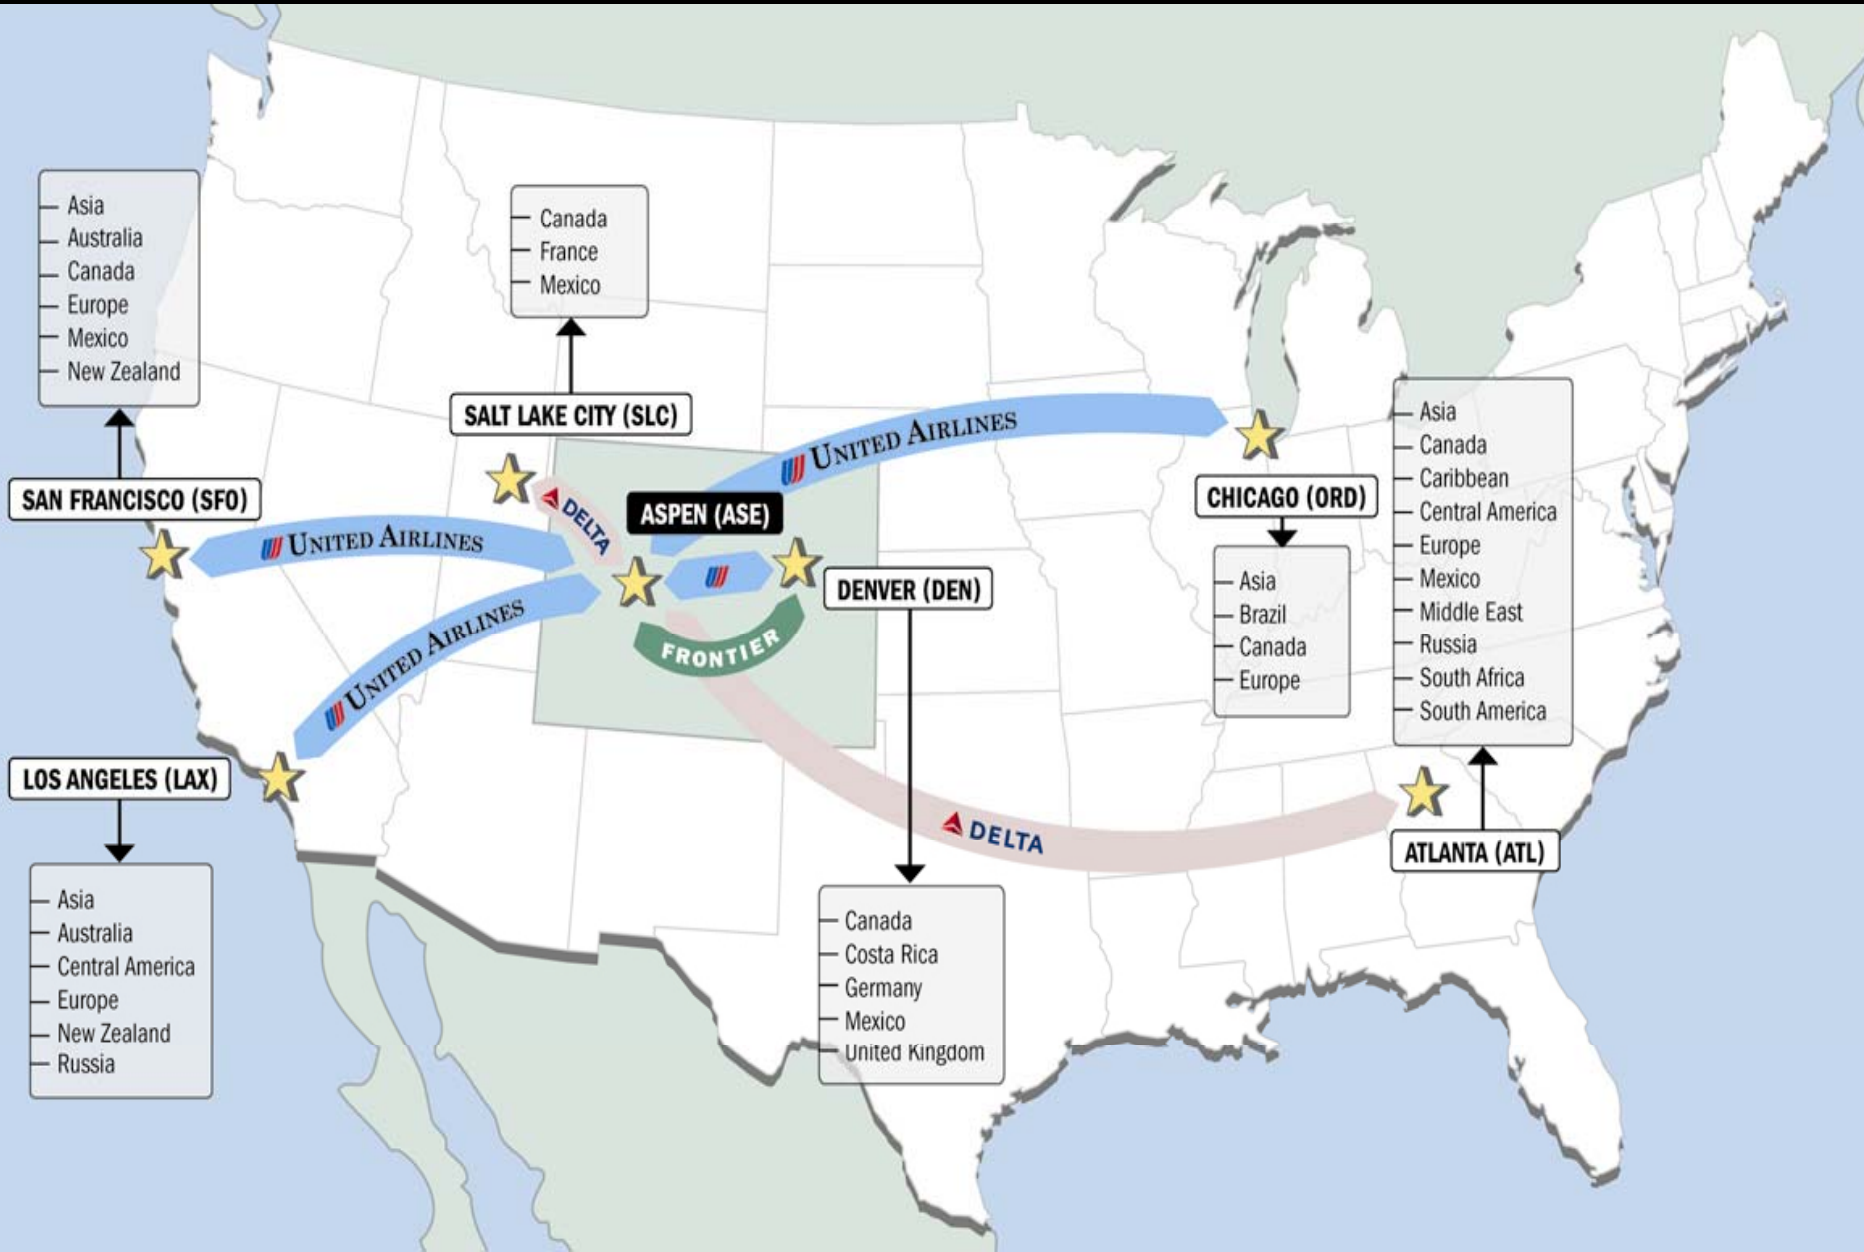 Asia
Australia
Canada
Europe
Mexico
New Zealand
SAN FRANCISCO (SFO)
Canada
France
Mexico
SALT LAKE CITY (SLC)
UNITED AIRLINES
DELTA
ASPEN (ASE)
UNITED AIRLINES
UNITED AIRLINES
FRONTIER
DENVER (DEN)
CHICAGO (ORD)
Asia
Brazil
Canada
Europe
Asia
Canada
Caribbean
Central America
Europe
Mexico
Middle East
Russia
South Africa
South America
ATLANTA (ATL)
DELTA
LOS ANGELES (LAX)
Asia
Australia
Central America
Europe
New Zealand
Russia
Canada
Costa Rica
Germany
Mexico
United Kingdom